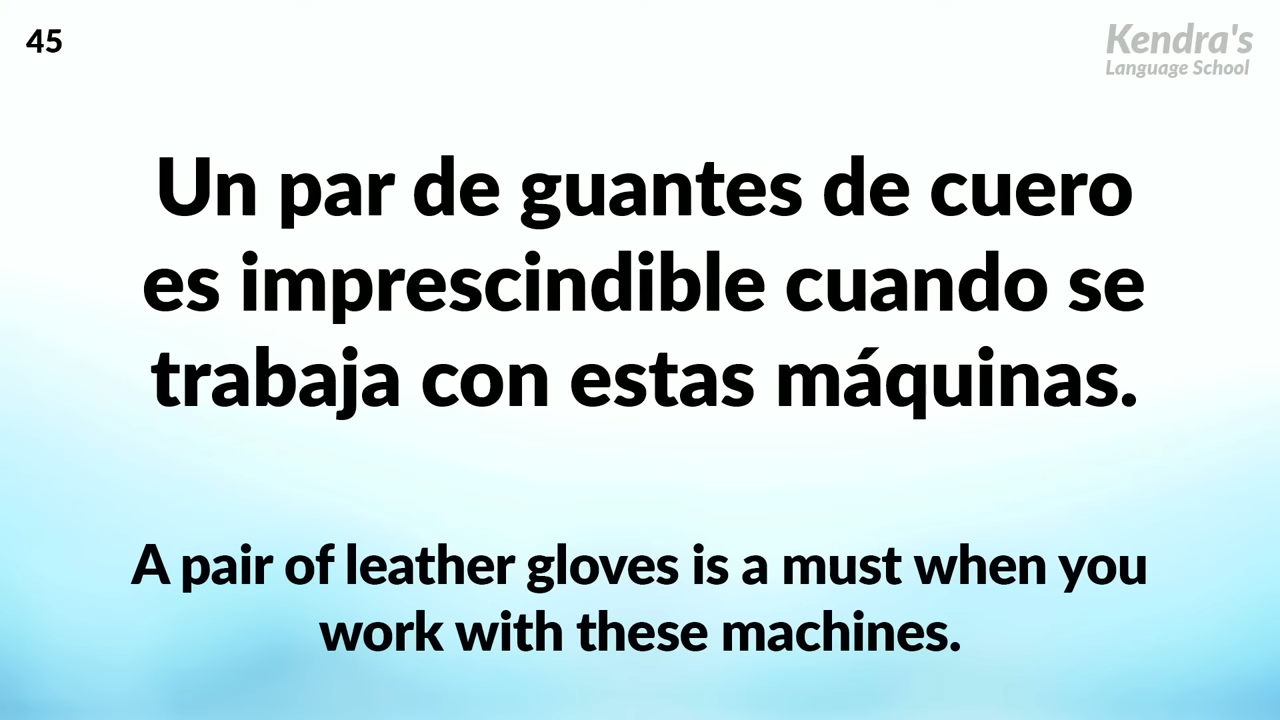 45
Kendra's
Language School
Un par de guantes de cuero
es imprescindible cuando se
trabaja con estas máquinas.
A pair of leather gloves is a must when you
work with these machines.